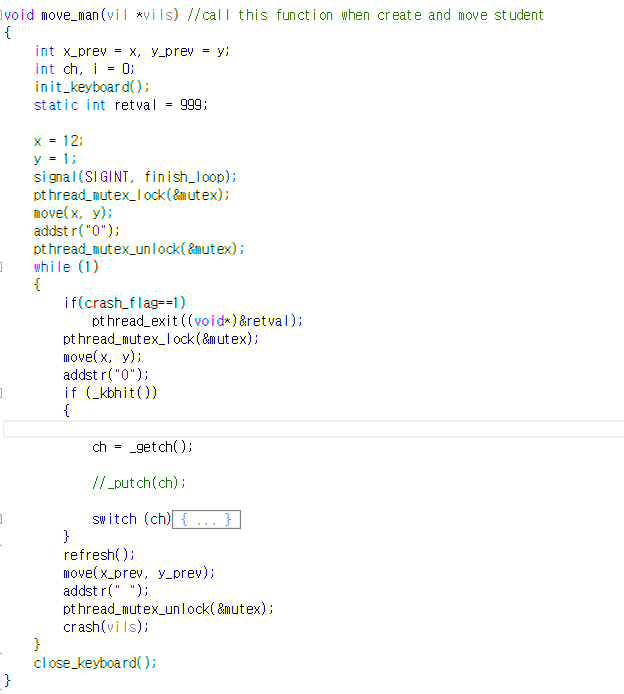 void move_man(vil *vils) //call this function when create and move student
{
    int x_prev = x, y_prev = y;
    int ch, i = 0;
    init_keyboard();
    static int retval = 999;

    x = 12;
    y = 1;
    signal(SIGINT, finish_loop);
    pthread_mutex_lock(&mutex);
    move(x, y);
    addstr("0");
    pthread_mutex_unlock(&mutex);
    while (1)
    {
        if(crash_flag==1)
            pthread_exit((void*)&retval);
        pthread_mutex_lock(&mutex);
        move(x, y);
        addstr("0");
        if (_kbhit())
        {

            ch = _getch();

            //_putch(ch);

            switch (ch){ ... }
        }
        refresh();
        move(x_prev, y_prev);
        addstr(" ");
        pthread_mutex_unlock(&mutex);
        crash(vils);
    }
    close_keyboard();
}